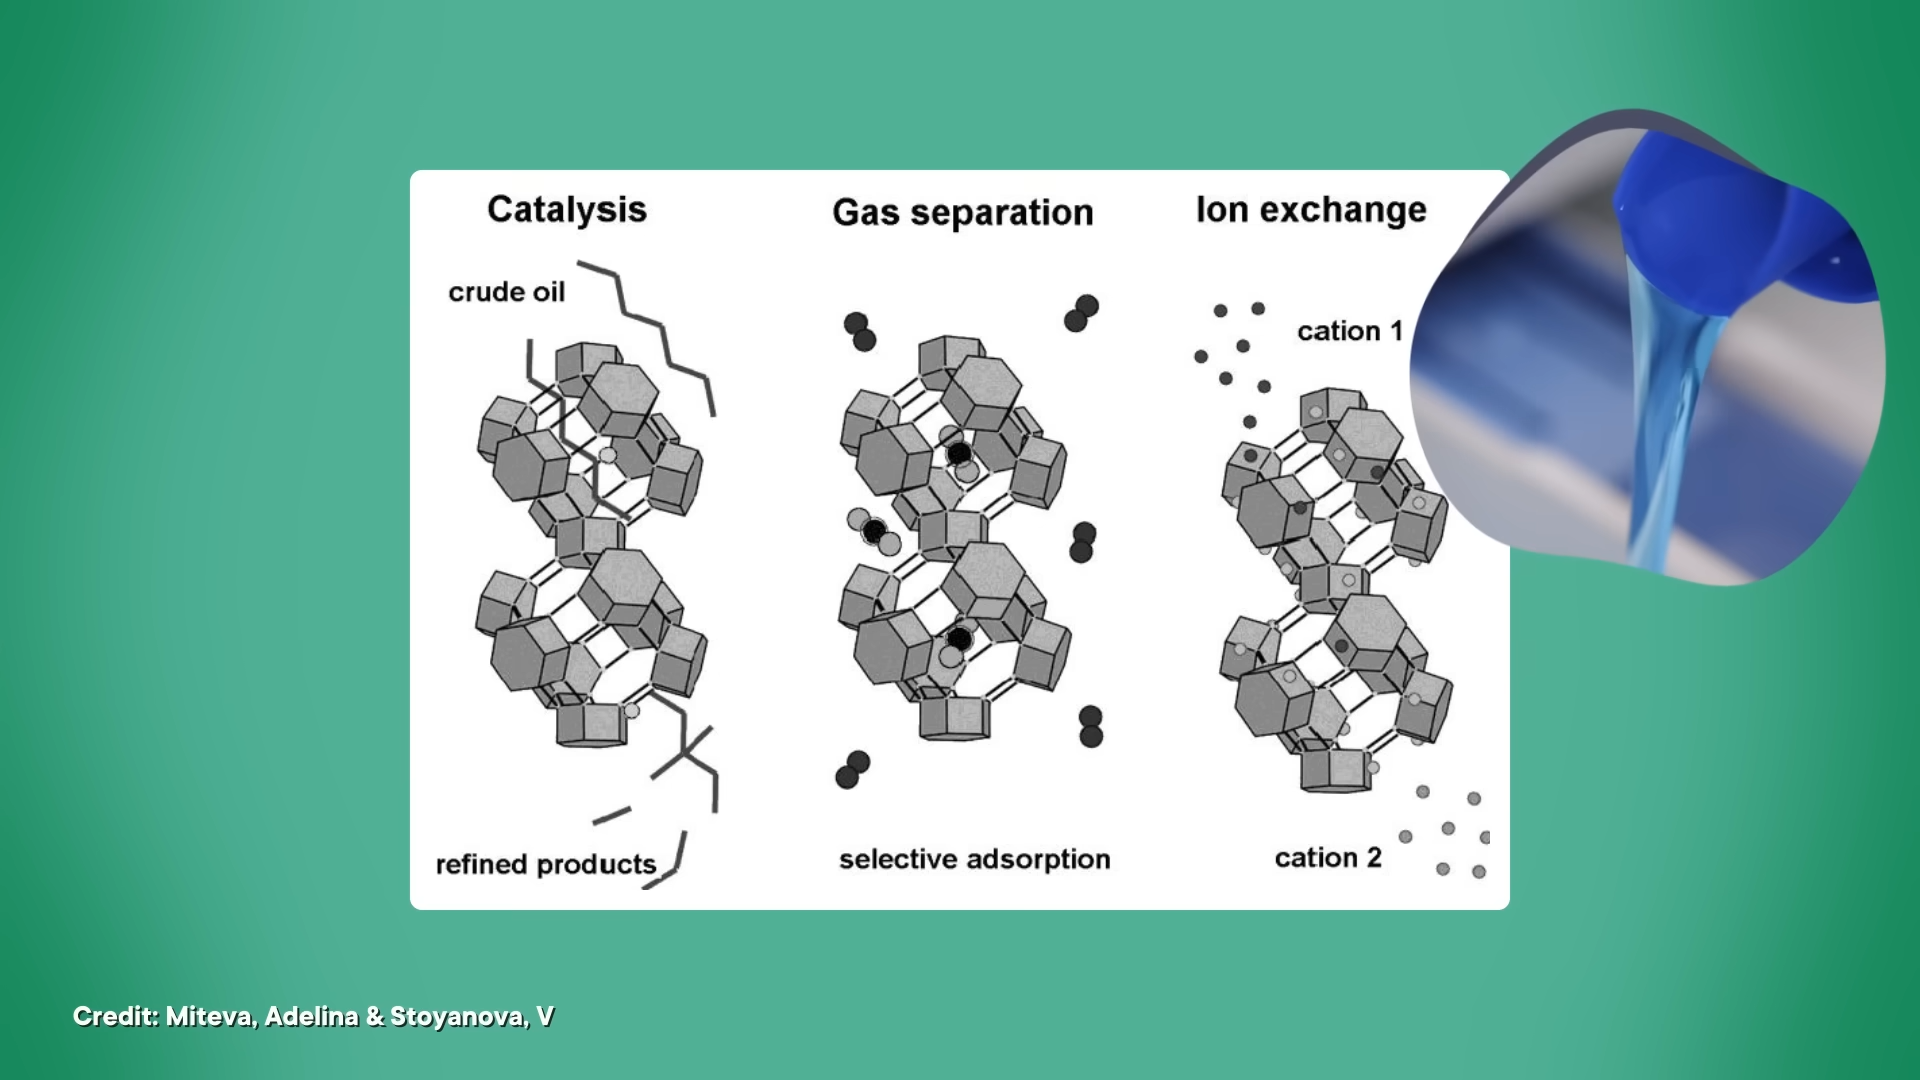 Catalysis
Gas separation
Ion exchange
crude oil
cation 1
refined products
selective adsorption
cation 2
Credit: Miteva, Adelina & Stoyanova, V